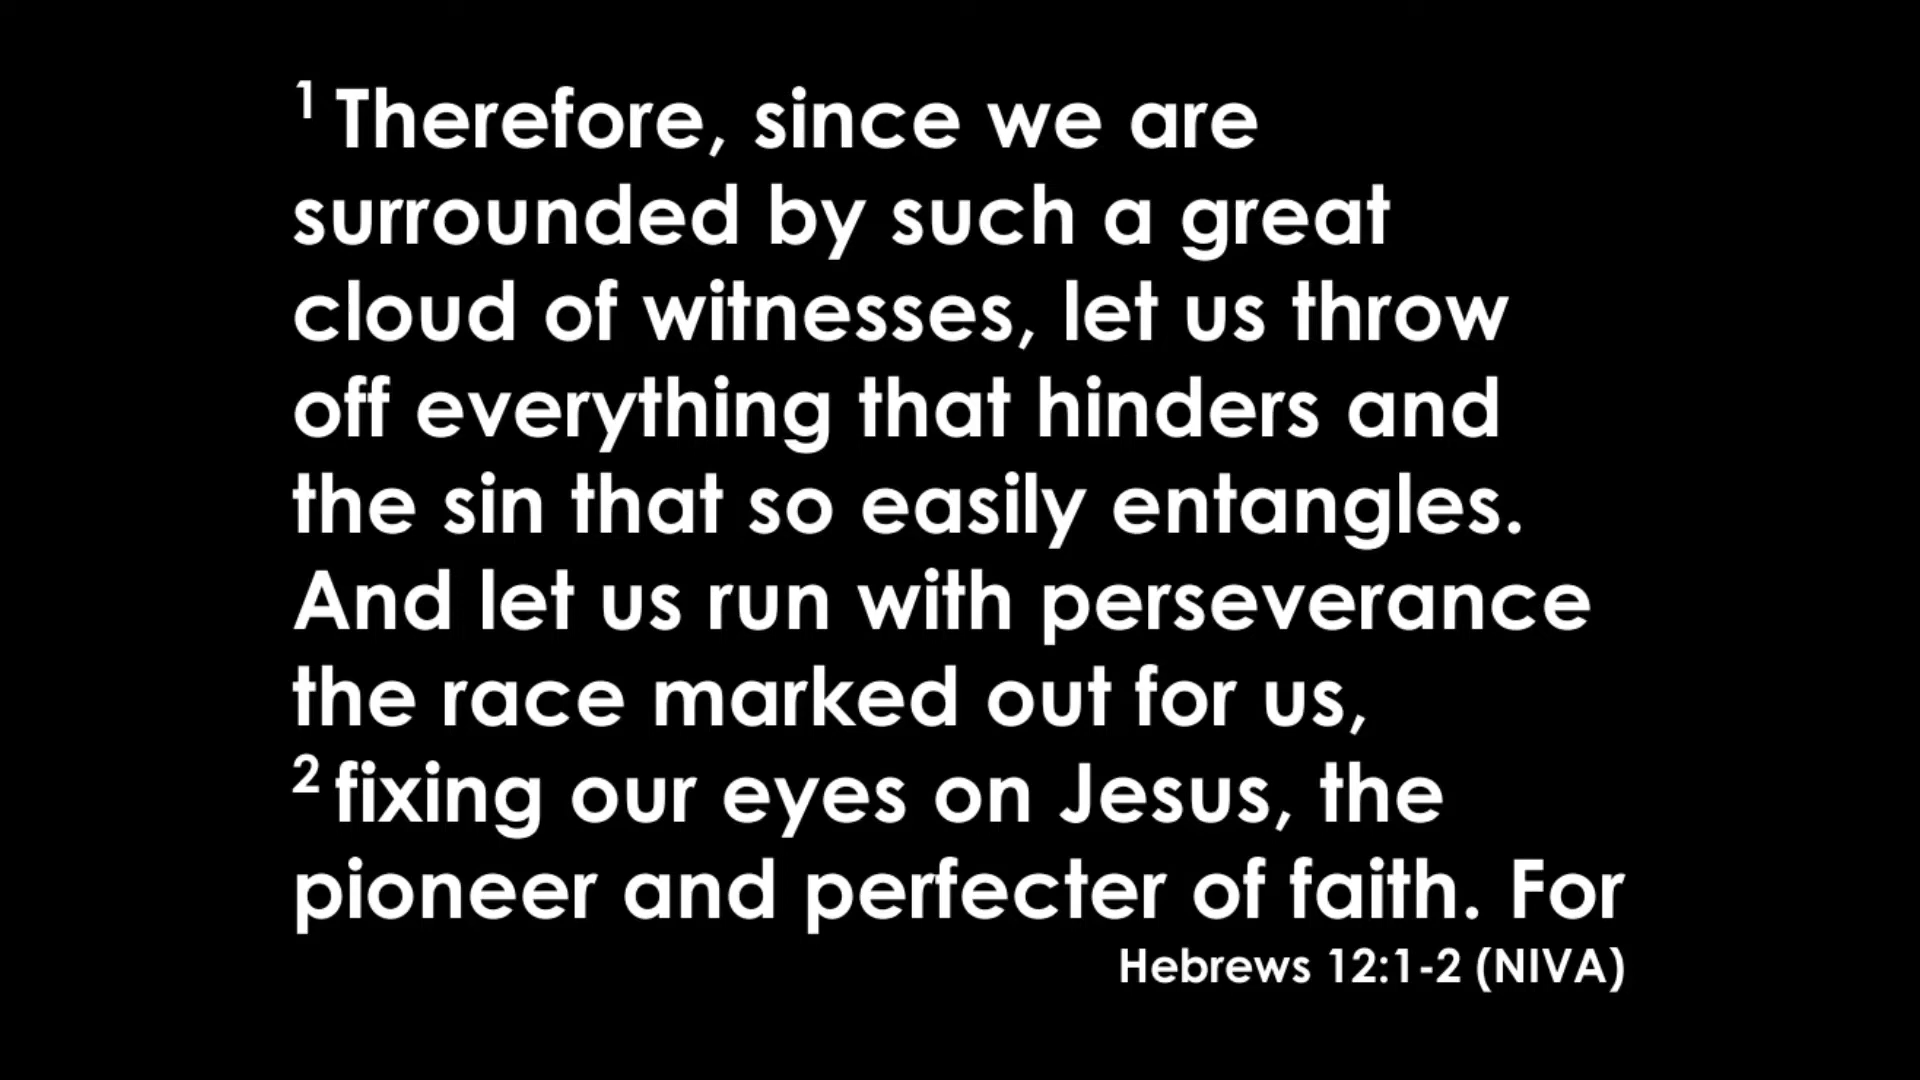 1 Therefore, since we are
surrounded by such a great
cloud of witnesses, let us throw
off everything that hinders and
the sin that so easily entangles.
And let us run with perseverance
the race marked out for us,
2 fixing our eyes on Jesus, the
pioneer and perfecter of faith. For
Hebrews 12:1-2 (NIVA)